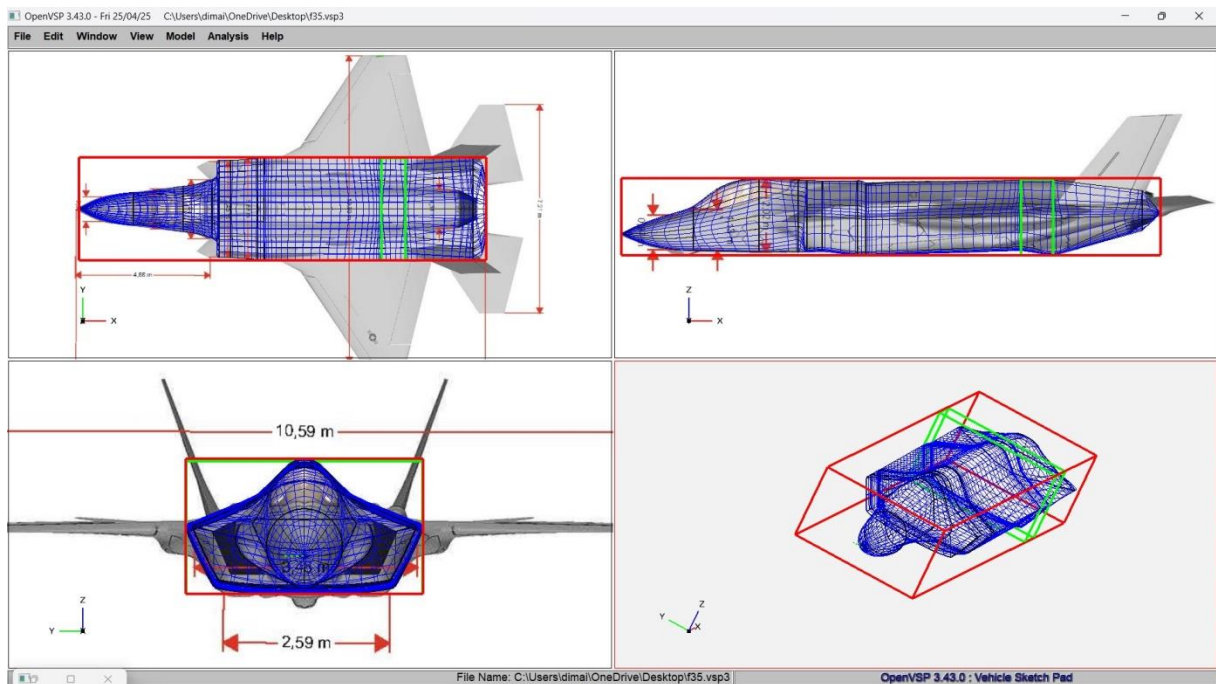 OpenVSP 3.43.0 - Fri 25/04/25 C:\Users\dimai\OneDrive\Desktop\f35.vsp3
File Edit Window View Model Analysis Help
4,88 m
Y
X
Z
X
10,59 m
2,59 m
Z
Y
Z
Y
X
File Name: C:\Users\dimai\OneDrive\Desktop\f35.vsp3
OpenVSP 3.43.0 : Vehicle Sketch Pad